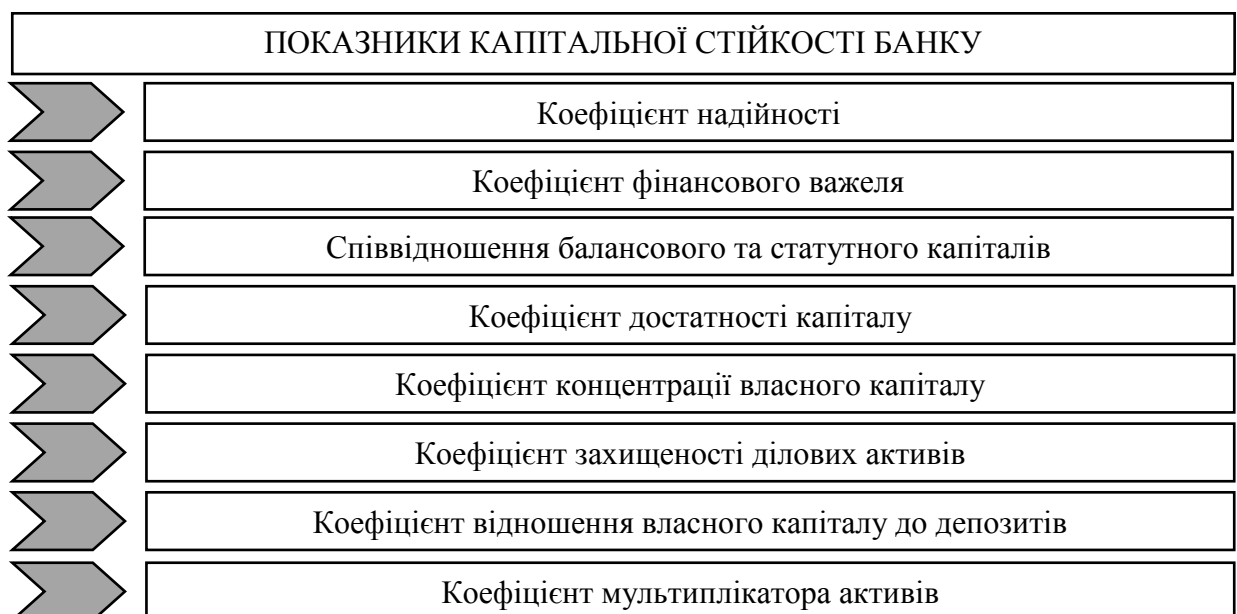 ПОКАЗНИКИ КАПІТАЛЬНОЇ СТІЙКОСТІ БАНКУ
Коефіцієнт надійності
Коефіцієнт фінансового важеля
Співвідношення балансового та статутного капіталів
Коефіцієнт достатності капіталу
Коефіцієнт концентрації власного капіталу
Коефіцієнт захищеності ділових активів
Коефіцієнт відношення власного капіталу до депозитів
Коефіцієнт мультиплікатора активів